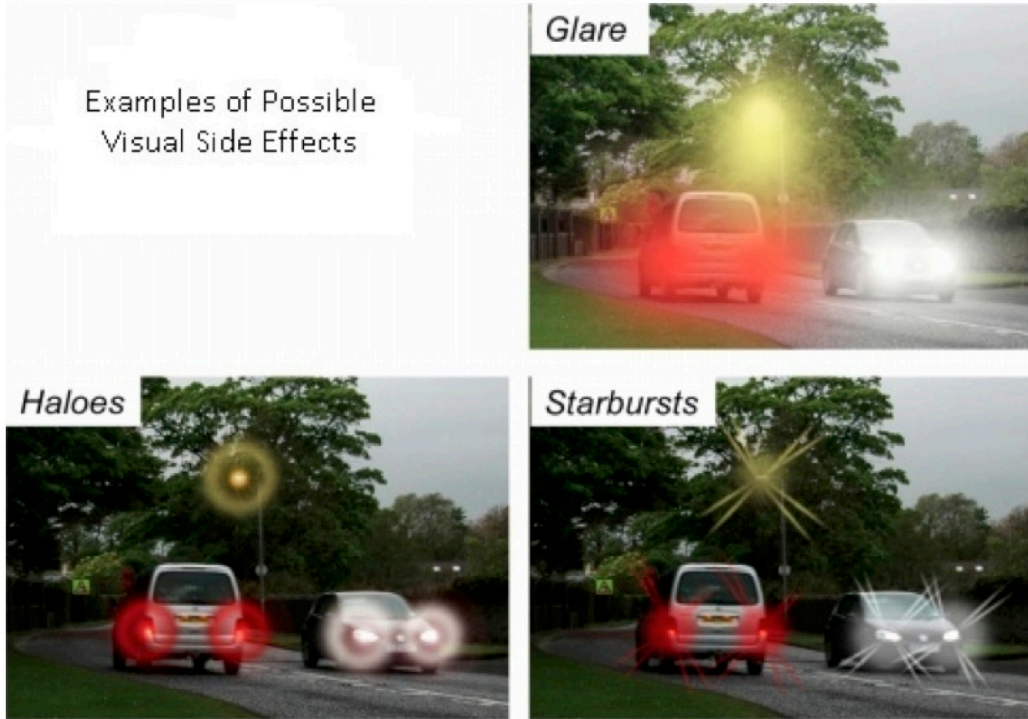 Examples of Possible
Visual Side Effects
Glare
Haloes
Starbursts